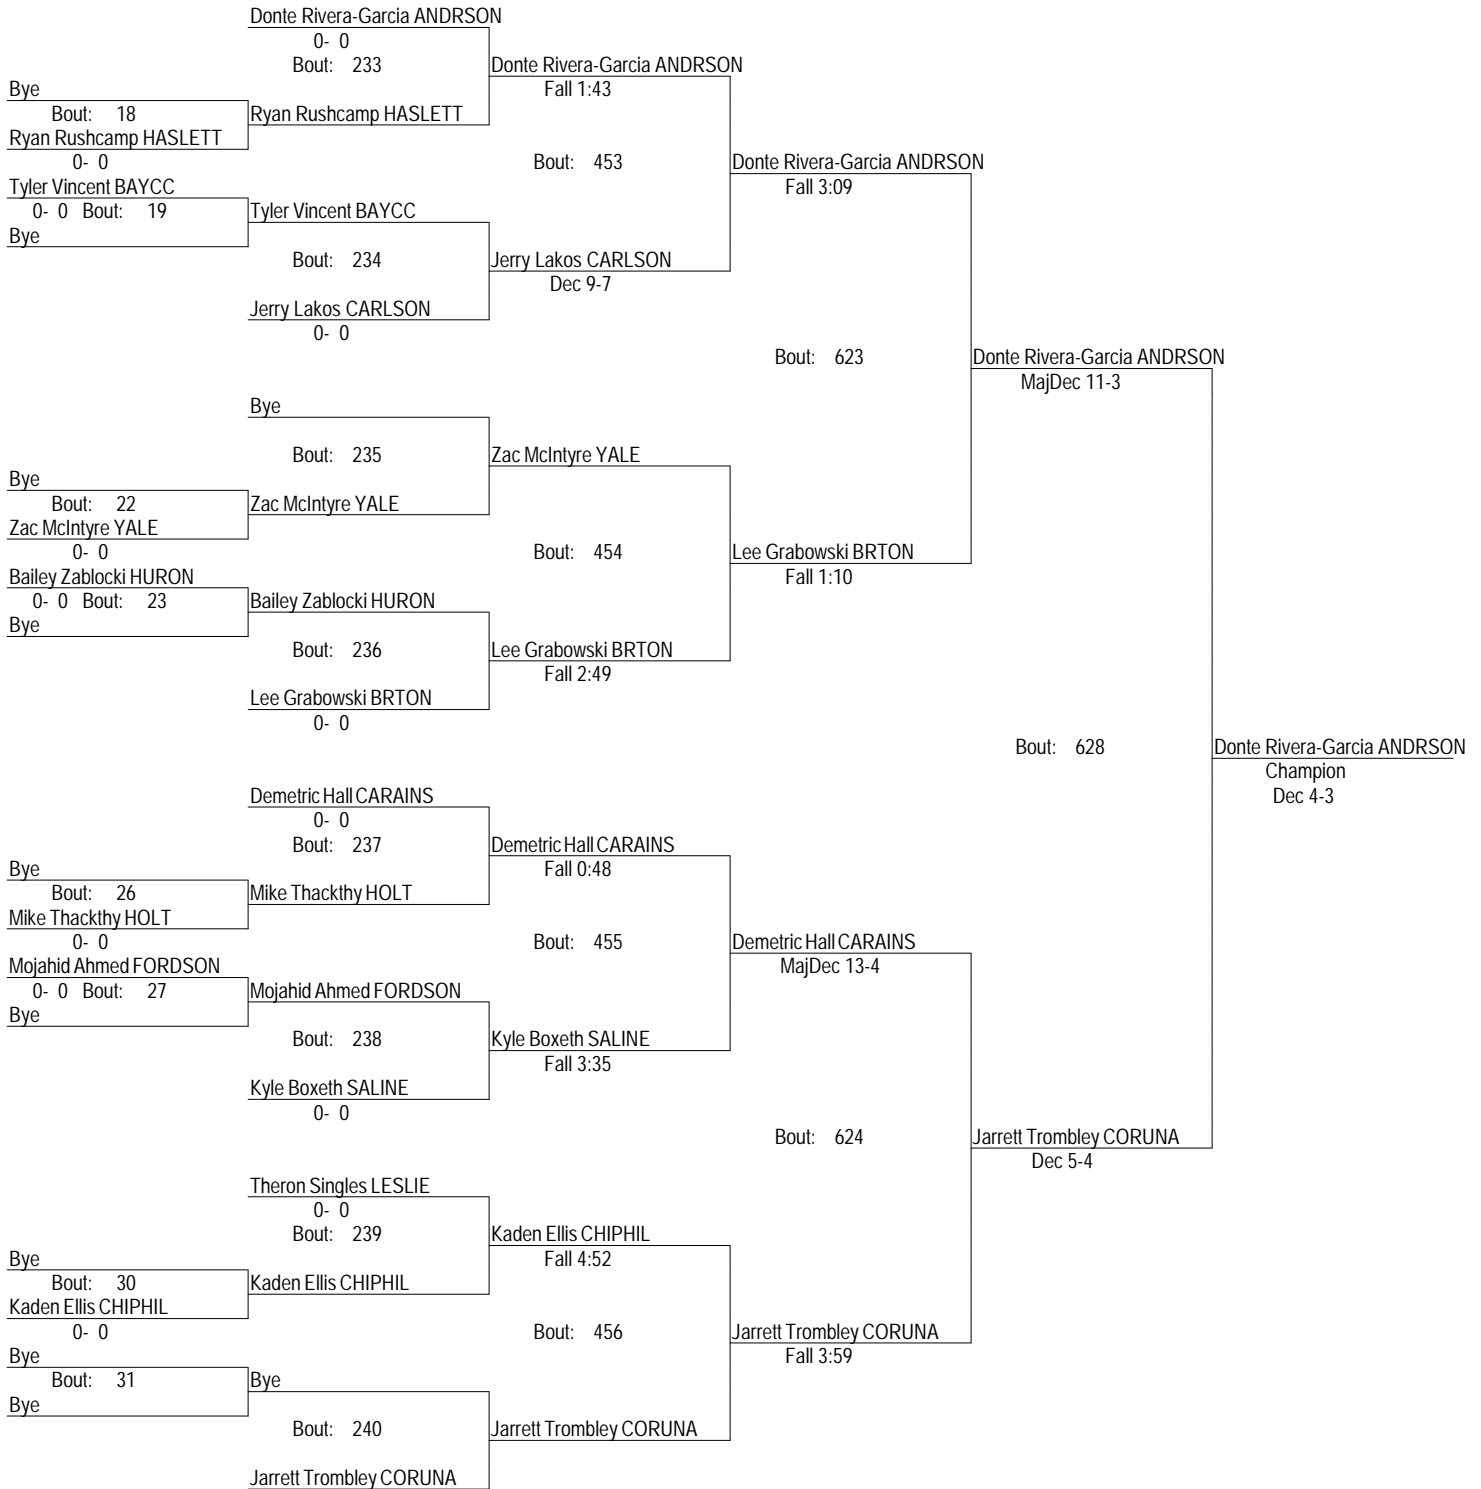 Donte Rivera-Garcia ANDRSON
0- 0
Bout: 233
Donte Rivera-Garcia ANDRSON
Fall 1:43
Bye
Bout: 18
Ryan Rushcamp HASLETT
Ryan Rushcamp HASLETT
0- 0
Bout: 453
Donte Rivera-Garcia ANDRSON
Fall 3:09
Tyler Vincent BAYCC
0- 0 Bout: 19
Tyler Vincent BAYCC
Bye
Bout: 234
Jerry Lakos CARLSON
Dec 9-7
Jerry Lakos CARLSON
0- 0
Bout: 623
Donte Rivera-Garcia ANDRSON
MajDec 11-3
Bye
Bout: 235
Zac McIntyre YALE
Bye
Bout: 22
Zac McIntyre YALE
Zac McIntyre YALE
0- 0
Bout: 454
Lee Grabowski BRTON
Fall 1:10
Bailey Zablocki HURON
0- 0 Bout: 23
Bailey Zablocki HURON
Bye
Bout: 236
Lee Grabowski BRTON
Fall 2:49
Lee Grabowski BRTON
0- 0
Bout: 628
Donte Rivera-Garcia ANDRSON
Champion
Dec 4-3
Demetric Hall CARAINS
0- 0
Bout: 237
Demetric Hall CARAINS
Fall 0:48
Bye
Bout: 26
Mike Thackthy HOLT
Mike Thackthy HOLT
0- 0
Bout: 455
Demetric Hall CARAINS
MajDec 13-4
Mojahid Ahmed FORDSON
0- 0 Bout: 27
Mojahid Ahmed FORDSON
Bye
Bout: 238
Kyle Boxeth SALINE
Fall 3:35
Kyle Boxeth SALINE
0- 0
Bout: 624
Jarrett Trombley CORUNA
Dec 5-4
Theron Singles LESLIE
0- 0
Bout: 239
Kaden Ellis CHIPHIL
Fall 4:52
Bye
Bout: 30
Kaden Ellis CHIPHIL
Kaden Ellis CHIPHIL
0- 0
Bout: 456
Jarrett Trombley CORUNA
Fall 3:59
Bye
Bout: 31
Bye
Bye
Bout: 240
Jarrett Trombley CORUNA
Jarrett Trombley CORUNA